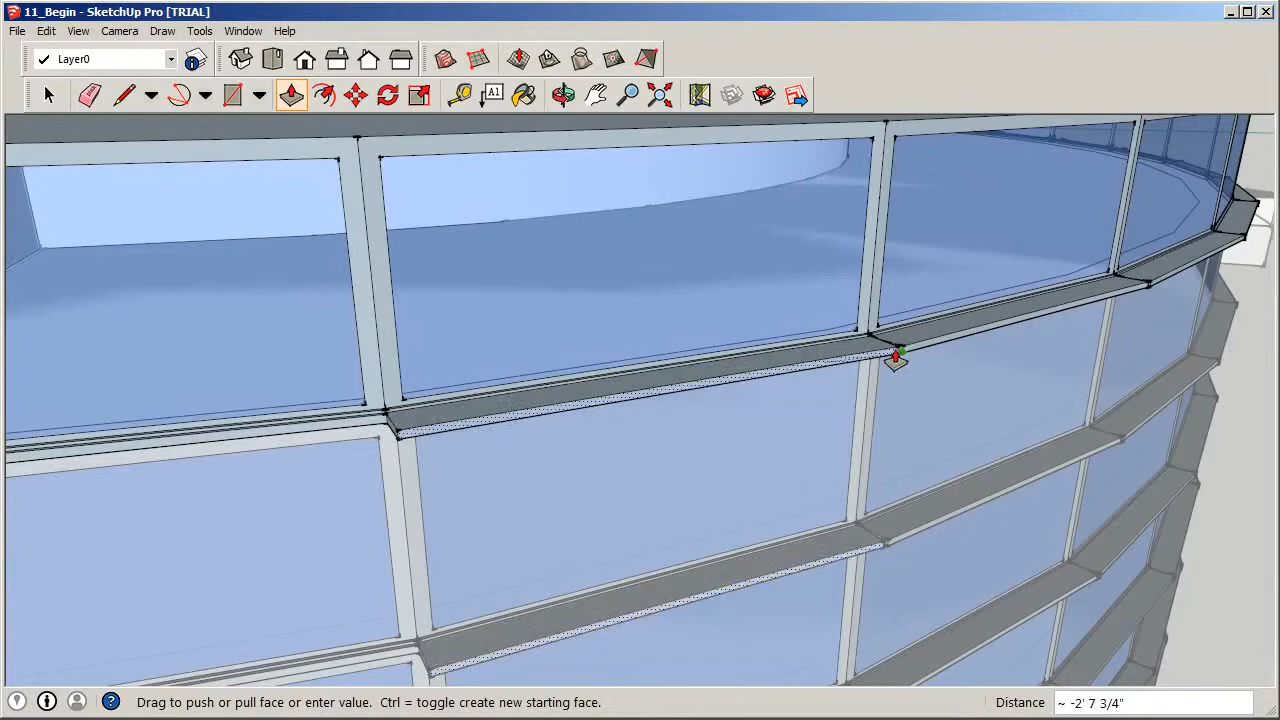 11_Begin - SketchUp Pro [TRIAL]
File Edit View Camera Draw Tools Window Help
Layer0
A1
Drag to push or pull face or enter value. Ctrl = toggle create new starting face. Distance ~ -2' 7 3/4"